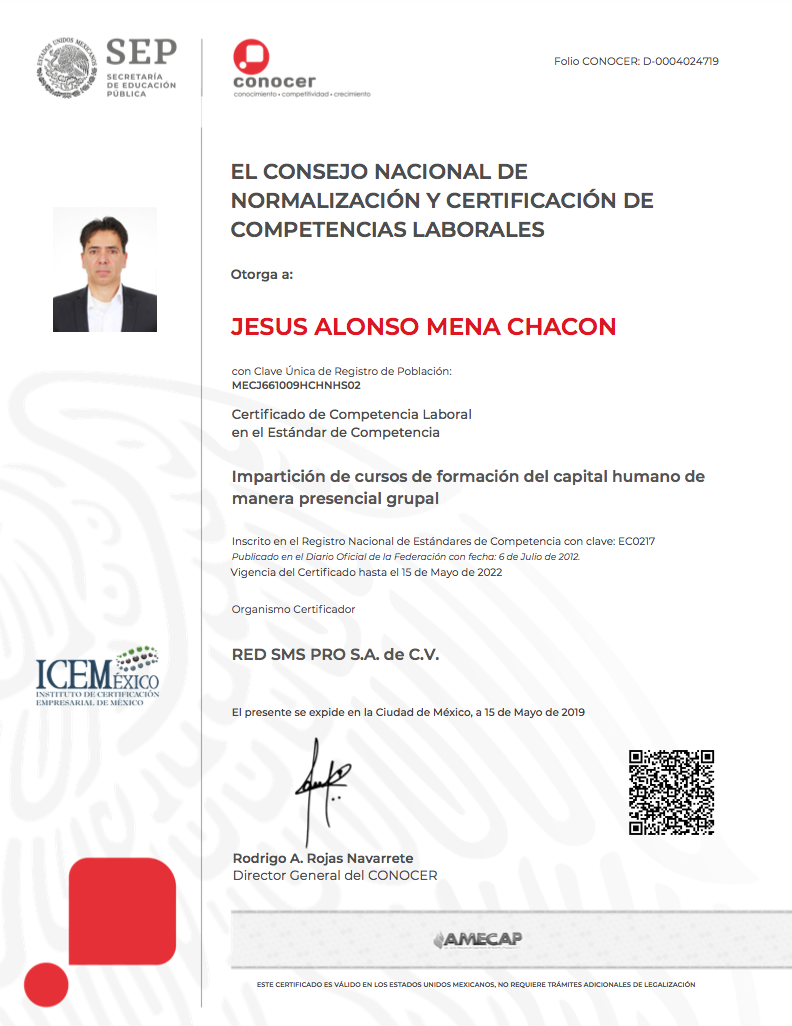 ESTADOS UNIDOS MEXICANOS
SEP
SECRETARÍA
DE EDUCACIÓN
PÚBLICA
conocer
conocimiento • competitividad • crecimiento
Folio CONOCER: D-0004024719
EL CONSEJO NACIONAL DE
NORMALIZACIÓN Y CERTIFICACIÓN DE
COMPETENCIAS LABORALES
Otorga a:
JESUS ALONSO MENA CHACON
con Clave Única de Registro de Población:
MECJ661009HCHNHS02
Certificado de Competencia Laboral
en el Estándar de Competencia
Impartición de cursos de formación del capital humano de
manera presencial grupal
Inscrito en el Registro Nacional de Estándares de Competencia con clave: EC0217
Publicado en el Diario Oficial de la Federación con fecha: 6 de Julio de 2012.
Vigencia del Certificado hasta el 15 de Mayo de 2022
Organismo Certificador
RED SMS PRO S.A. de C.V.
ICEMÉXICO
INSTITUTO DE CERTIFICACIÓN
EMPRESARIAL DE MÉXICO
El presente se expide en la Ciudad de México, a 15 de Mayo de 2019
Rodrigo A. Rojas Navarrete
Director General del CONOCER
AMECAP
ESTE CERTIFICADO ES VÁLIDO EN LOS ESTADOS UNIDOS MEXICANOS, NO REQUIERE TRÁMITES ADICIONALES DE LEGALIZACIÓN